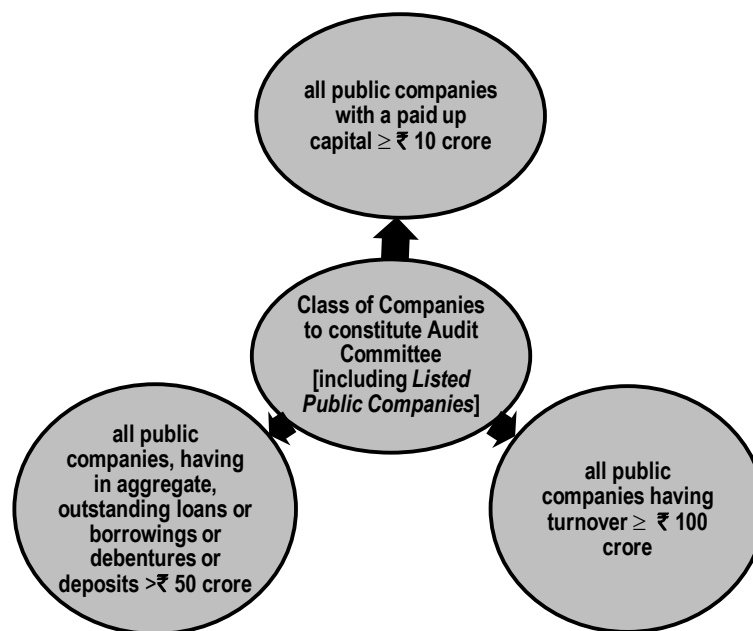 all public companies
with a paid up
capital ≥ ₹ 10 crore
Class of Companies
to constitute Audit
Committee
[including Listed
Public Companies]
all public
companies, having
in aggregate,
outstanding loans or
borrowings or
debentures or
deposits >₹ 50 crore
all public
companies having
turnover ≥ ₹ 100
crore